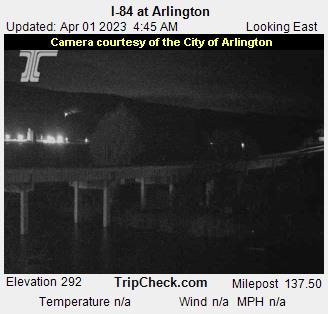 I-84 at Arlington
Updated: Apr 01 2023 4:45 AM Looking East
Camera courtesy of the City of Arlington
Elevation 292 TripCheck.com Milepost 137.50
Temperature n/a Wind n/a MPH n/a